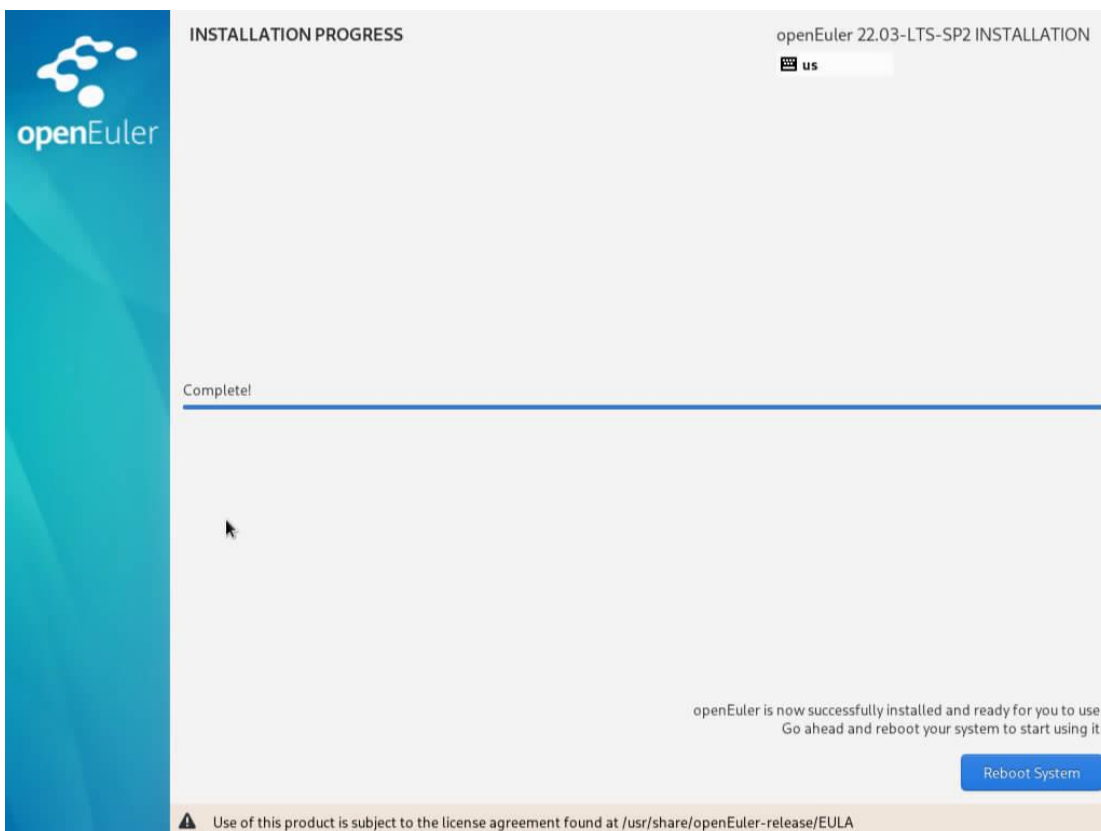 INSTALLATION PROGRESS
openEuler 22.03-LTS-SP2 INSTALLATION
us
openEuler
Complete!
openEuler is now successfully installed and ready for you to use
Go ahead and reboot your system to start using it
Reboot System
Use of this product is subject to the license agreement found at /usr/share/openEuler-release/EULA